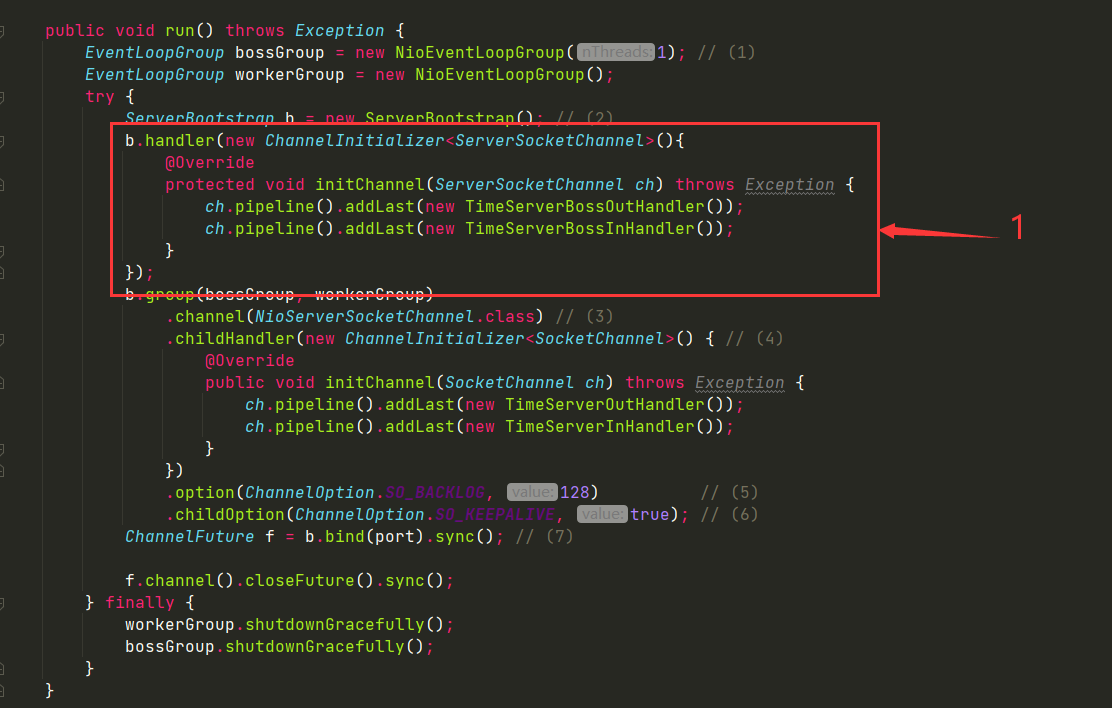 public void run() throws Exception {
EventLoopGroup bossGroup = new NioEventLoopGroup( nThreads: 1); // (1)
EventLoopGroup workerGroup = new NioEventLoopGroup();
try {
ServerBootstrap b = new ServerBootstrap(); // (2)
b.handler(new ChannelInitializer<ServerSocketChannel>(){
@Override
protected void initChannel(ServerSocketChannel ch) throws Exception {
ch.pipeline().addLast(new TimeServerBossOutHandler());
ch.pipeline().addLast(new TimeServerBossInHandler());
1
}
});
b.group(bossGroup, workerGroup)
.channel(NioServerSocketChannel.class) // (3)
.childHandler(new ChannelInitializer<SocketChannel>() { // (4)
@Override
public void initChannel(SocketChannel ch) throws Exception {
ch.pipeline().addLast(new TimeServerOutHandler());
ch.pipeline().addLast(new TimeServerInHandler());
}
})
.option(ChannelOption.SO_BACKLOG, value: 128) // (5)
.childOption(ChannelOption.SO_KEEPALIVE, value: true); // (6)
ChannelFuture f = b.bind(port).sync(); // (7)
f.channel().closeFuture().sync();
} finally {
workerGroup.shutdownGracefully();
bossGroup.shutdownGracefully();
}
}